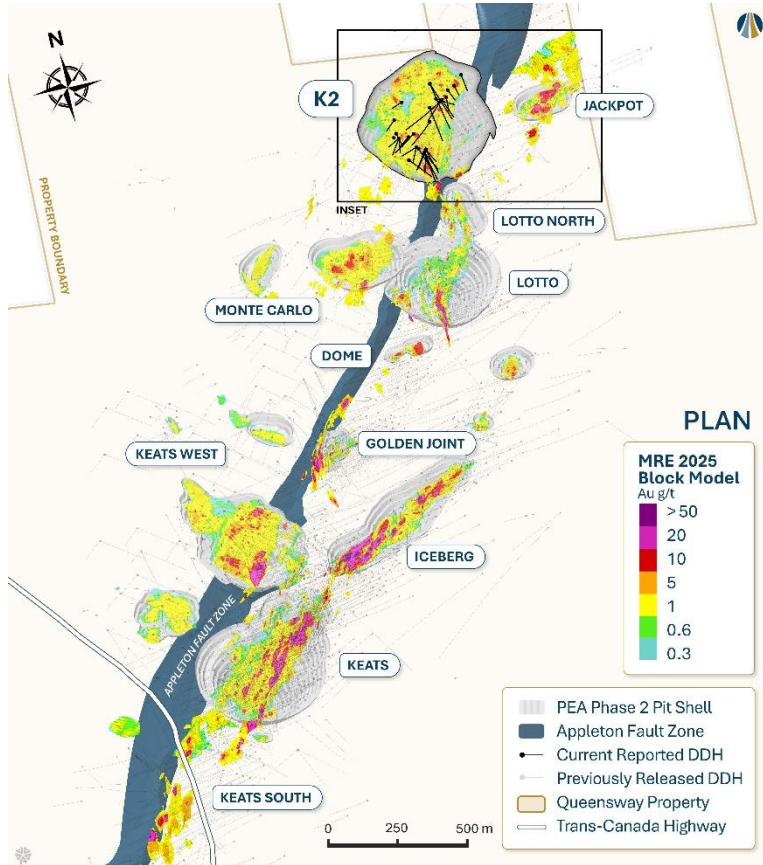 N
K2
JACKPOT
INSET
LOTTO NORTH
PROPERTY BOUNDARY
MONTE CARLO
LOTTO
DOME
KEATS WEST
GOLDEN JOINT
ICEBERG
APPLETON FAULT ZONE
KEATS
KEATS SOUTH
PLAN
MRE 2025
Block Model
Au g/t
>50
20
10
5
1
0.6
0.3
PEA Phase 2 Pit Shell
Appleton Fault Zone
Current Reported DDH
Previously Released DDH
Queensway Property
Trans-Canada Highway
0 250 500 m